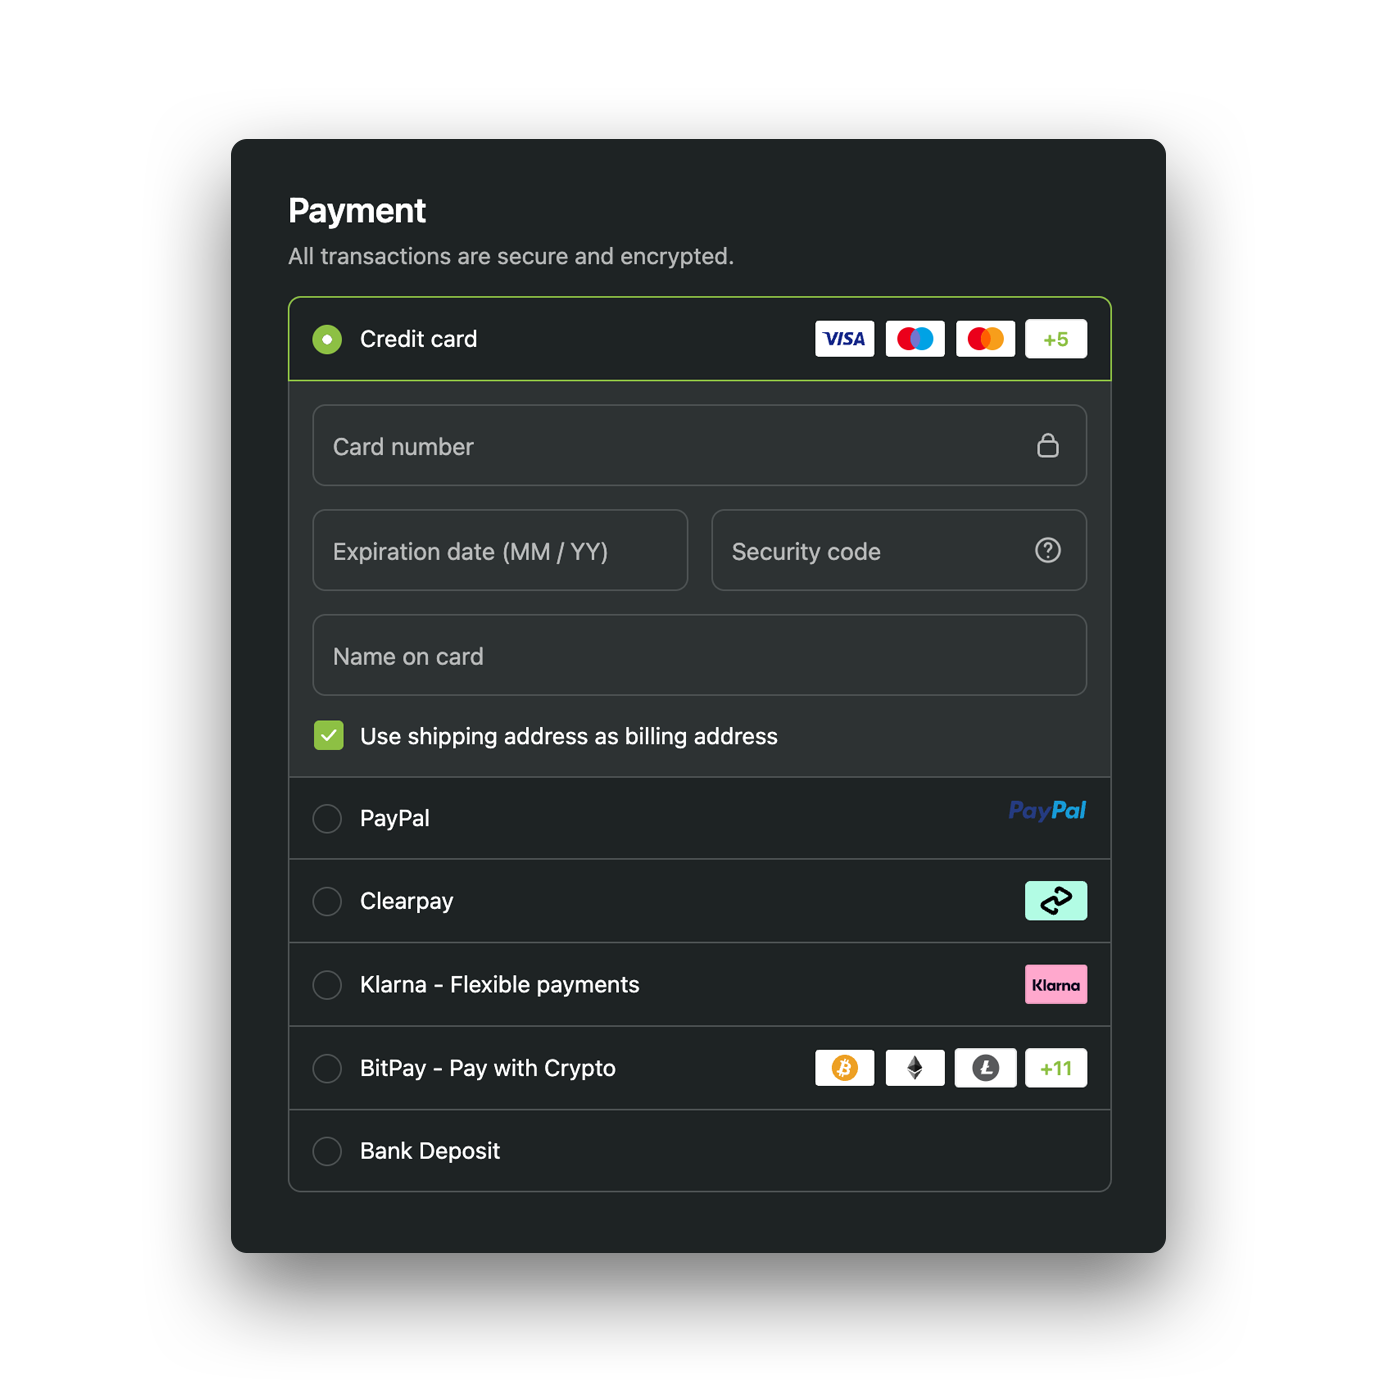 Payment
All transactions are secure and encrypted.
Credit card
VISA
+5
Card number
Expiration date (MM / YY)
Security code
?
Name on card
Use shipping address as billing address
PayPal
PayPal
Clearpay
Klarna - Flexible payments
Klarna
BitPay - Pay with Crypto
+11
Bank Deposit